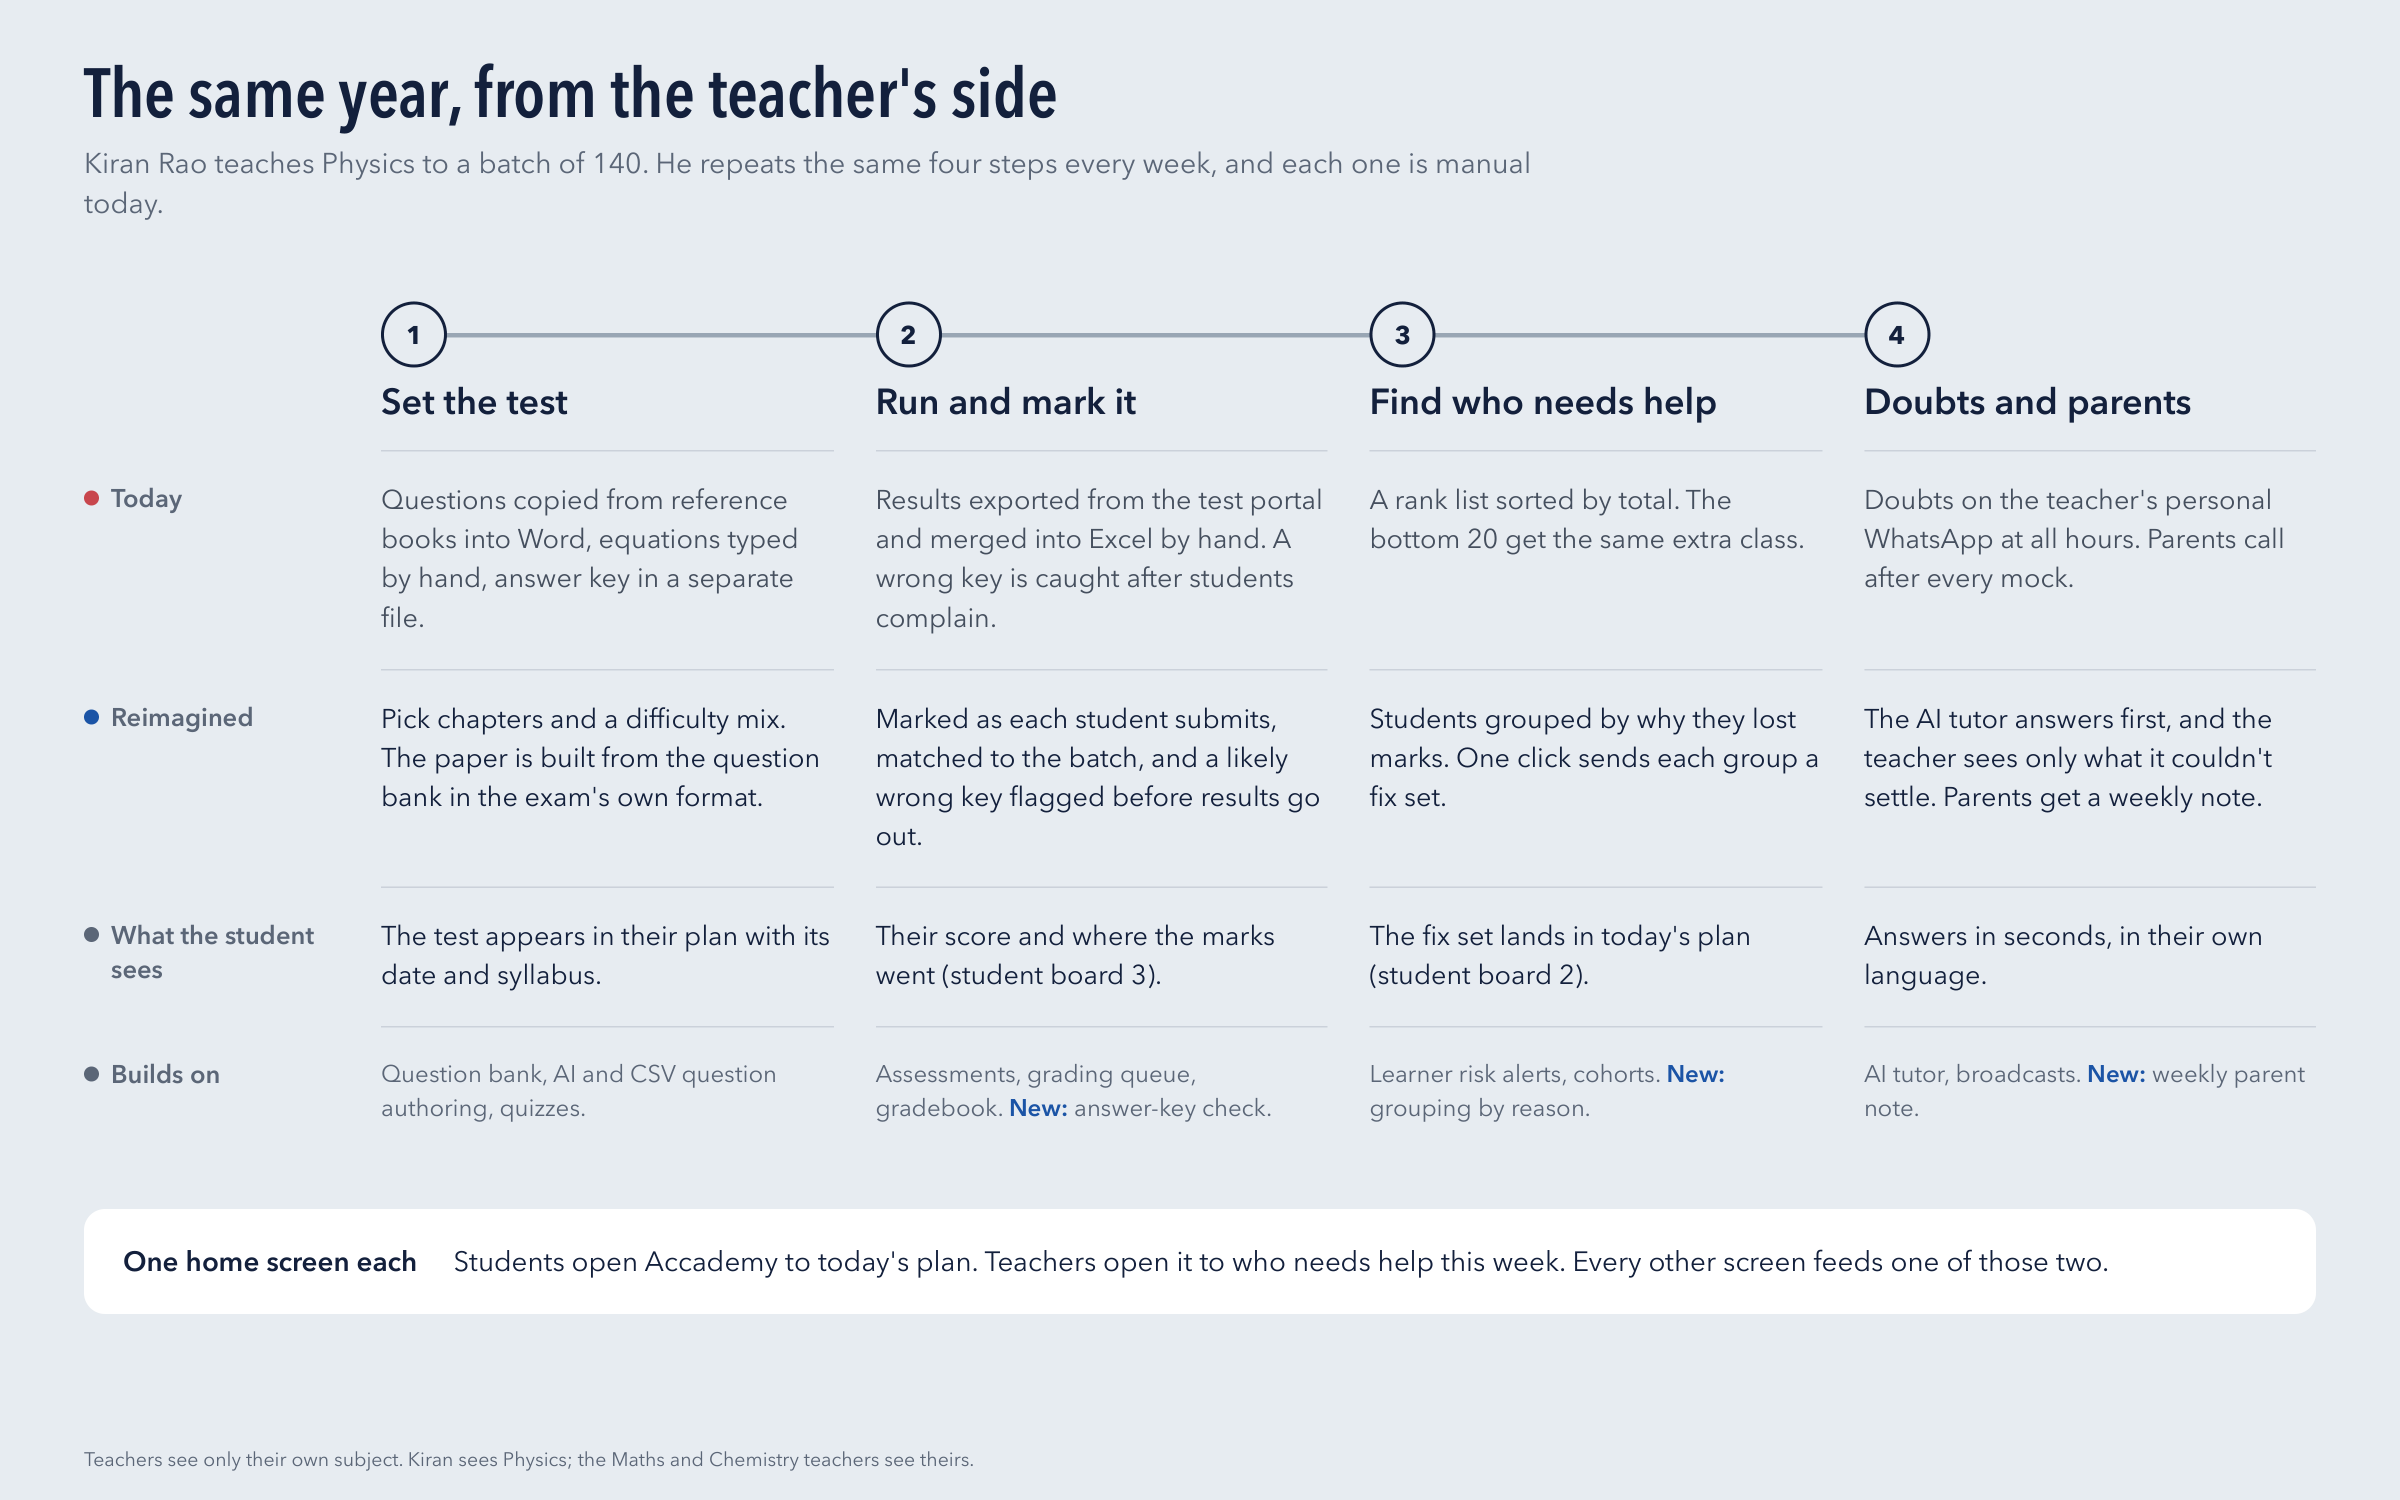 The same year, from the teacher's side
Kiran Rao teaches Physics to a batch of 140. He repeats the same four steps every week, and each one is manual
today.
1
2
3
4
Set the test
Run and mark it
Find who needs help
Doubts and parents
Today
Questions copied from reference
books into Word, equations typed
by hand, answer key in a separate
file.
Results exported from the test portal
and merged into Excel by hand. A
wrong key is caught after students
complain.
A rank list sorted by total. The
bottom 20 get the same extra class.
Doubts on the teacher's personal
WhatsApp at all hours. Parents call
after every mock.
Reimagined
Pick chapters and a difficulty mix.
The paper is built from the question
bank in the exam's own format.
Marked as each student submits,
matched to the batch, and a likely
wrong key flagged before results go
out.
Students grouped by why they lost
marks. One click sends each group a
fix set.
The AI tutor answers first, and the
teacher sees only what it couldn't
settle. Parents get a weekly note.
What the student
sees
The test appears in their plan with its
date and syllabus.
Their score and where the marks
went (student board 3).
The fix set lands in today's plan
(student board 2).
Answers in seconds, in their own
language.
Builds on
Question bank, AI and CSV question
authoring, quizzes.
Assessments, grading queue,
gradebook. New: answer-key check.
Learner risk alerts, cohorts. New:
grouping by reason.
AI tutor, broadcasts. New: weekly parent
note.
One home screen each
Students open Accademy to today's plan. Teachers open it to who needs help this week. Every other screen feeds one of those two.
Teachers see only their own subject. Kiran sees Physics; the Maths and Chemistry teachers see theirs.